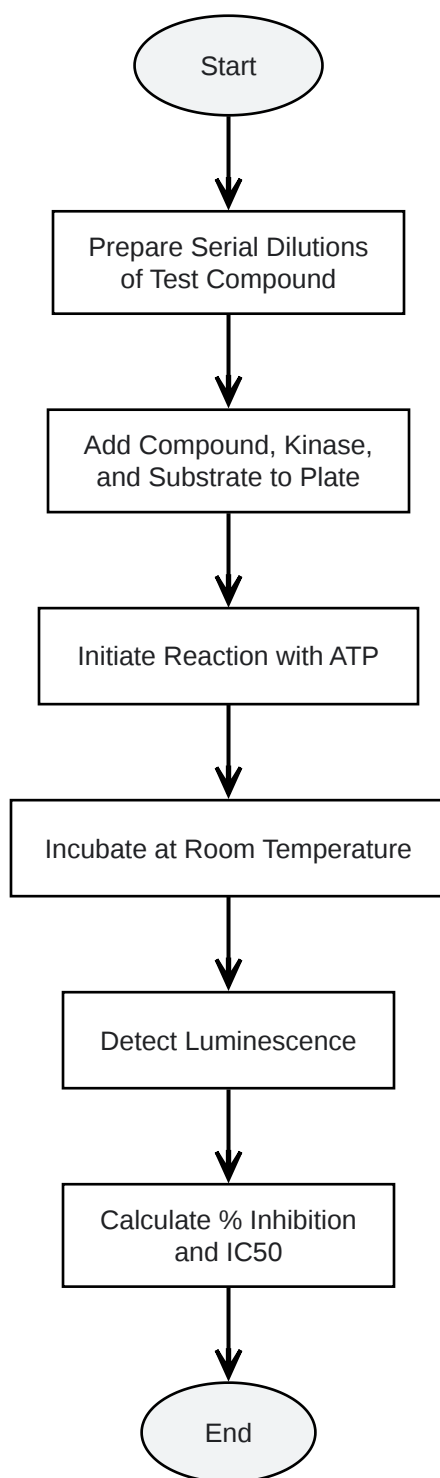 Start
Prepare Serial Dilutions
of Test Compound
Add Compound, Kinase,
and Substrate to Plate
Initiate Reaction with ATP
Incubate at Room Temperature
Detect Luminescence
Calculate % Inhibition
and IC50
End